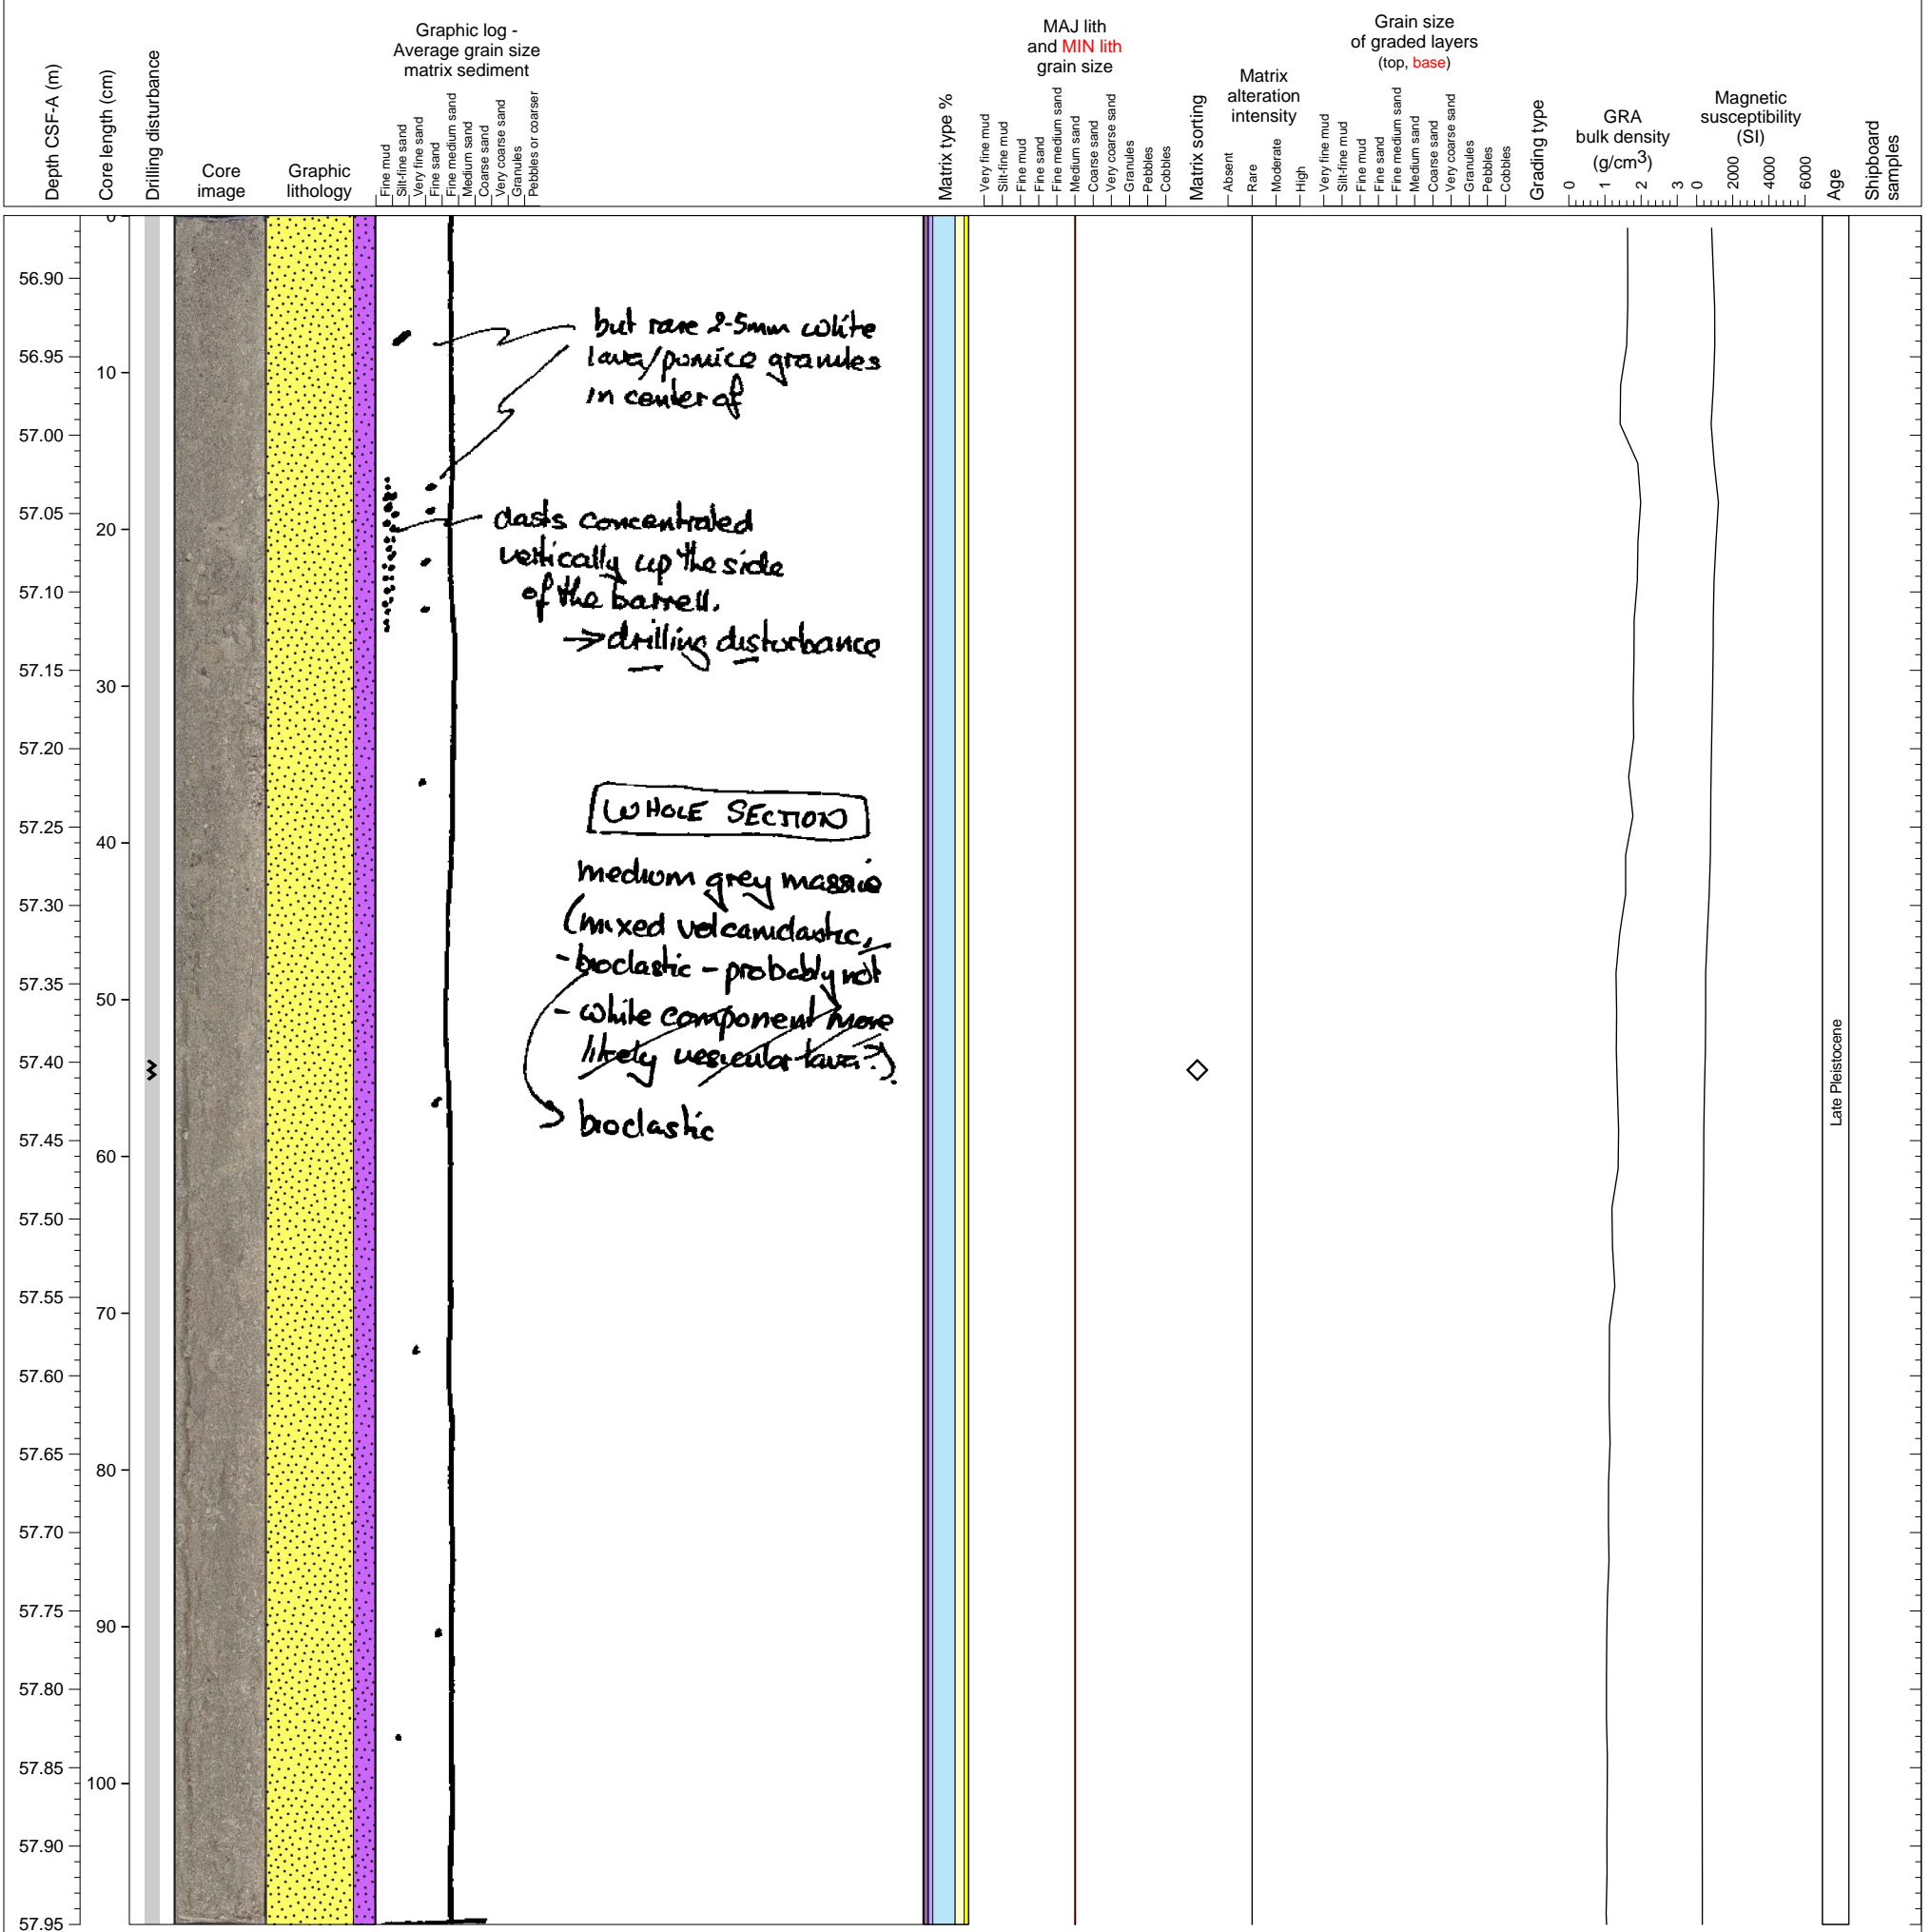 Depth CSF-A (m)
Core length (cm)
Drilling disturbance
Core
image
Graphic
lithology
Graphic log -
Average grain size
matrix sediment
Fine mud
Silt-fine sand
Very fine sand
Fine sand
Fine medium sand
Medium sand
Coarse sand
Very coarse sand
Granules
Pebbles or coarser
Matrix type %
MAJ lith
and MIN lith
grain size
Very fine mud
Silt-fine mud
Fine mud
Fine sand
Fine medium sand
Medium sand
Coarse sand
Very coarse sand
Granules
Pebbles
Cobbles
Matrix sorting
Matrix
alteration
intensity
Absent
Rare
Moderate
High
Grain size
of graded layers
(top, base)
Very fine mud
Silt-fine mud
Fine mud
Fine sand
Fine medium sand
Medium sand
Coarse sand
Very coarse sand
Granules
Pebbles
Cobbles
Grading type
GRA
bulk density
(g/cm3)
0 1 2 3
Magnetic
susceptibility
(SI)
0 2000 4000 6000
Age
Shipboard
samples
0
56.90
56.95
10
57.00
57.05
20
57.10
57.15
30
57.20
57.25
40
57.30
57.35
50
57.40
57.45
60
57.50
57.55
70
57.60
57.65
80
57.70
57.75
90
57.80
57.85
100
57.90
57.95
but rare 2-5mm white
lava/pumice granules
in center of
clasts concentrated
vertically up the side
of the barrell.
→ drilling disturbance
WHOLE SECTION
medium grey massive
(mixed volcaniclastic,
- bioclastic - probably not
- white component more
likely vesicular lava?)
bioclastic
Late Pleistocene